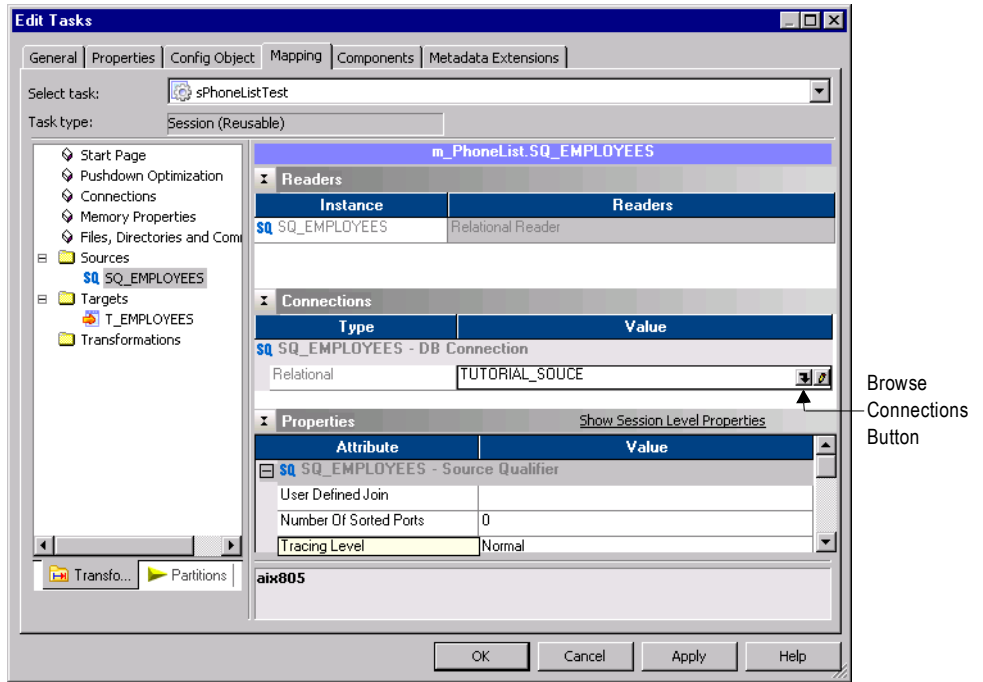 Edit Tasks
General Properties Config Object Mapping Components Metadata Extensions
Select task: sPhoneListTest
Task type: Session (Reusable)
Start Page
Pushdown Optimization
Connections
Memory Properties
Files, Directories and Com
Sources
SQ SQ_EMPLOYEES
Targets
T_EMPLOYEES
Transformations
Transfo... Partitions
m_PhoneList.SQ_EMPLOYEES
Readers
Instance Readers
SQ SQ_EMPLOYEES Relational Reader
Connections
Type Value
SQ SQ_EMPLOYEES - DB Connection
Relational TUTORIAL_SOUCE
Properties Show Session Level Properties
Attribute Value
SQ SQ_EMPLOYEES - Source Qualifier
User Defined Join
Number Of Sorted Ports 0
Tracing Level Normal
aix805
OK Cancel Apply Help
Browse
Connections
Button